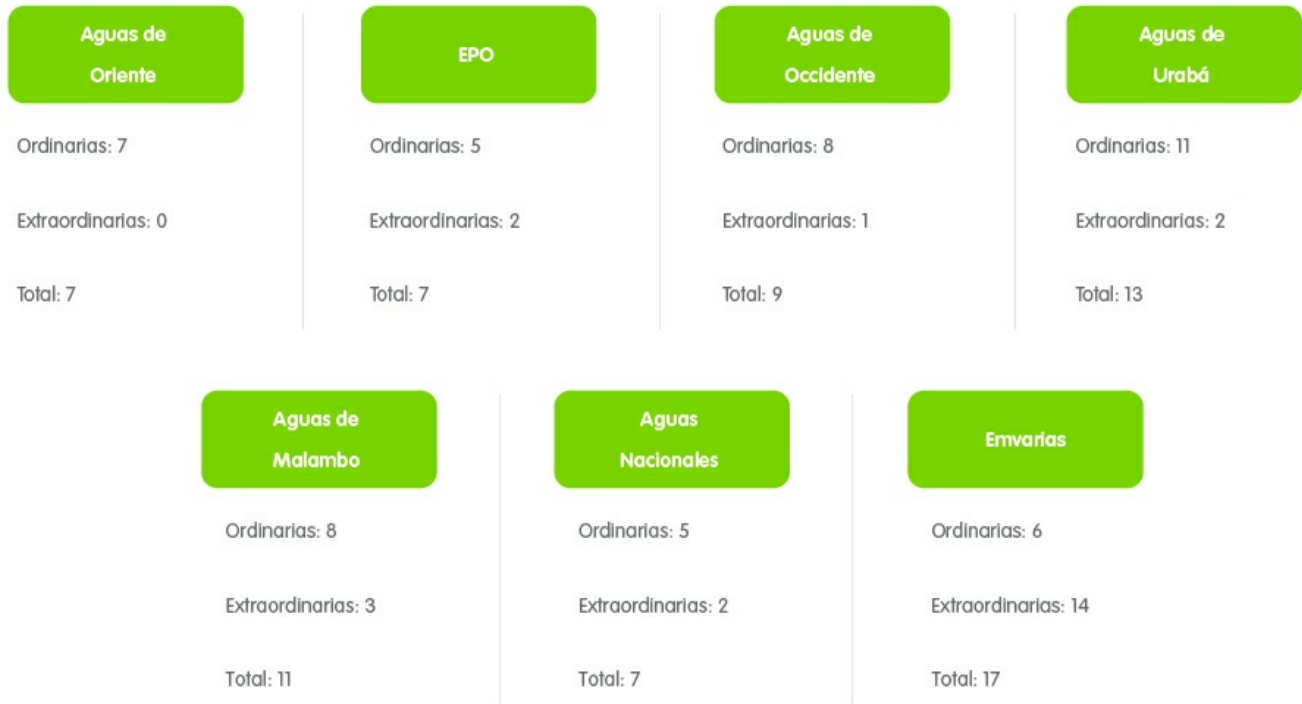 Aguas de
Oriente
Ordinarias: 7
Extraordinarias: 0
Total: 7
EPO
Ordinarias: 5
Extraordinarias: 2
Total: 7
Aguas de
Occidente
Ordinarias: 8
Extraordinarias: 1
Total: 9
Aguas de
Urabá
Ordinarias: 11
Extraordinarias: 2
Total: 13
Aguas de
Malambo
Ordinarias: 8
Extraordinarias: 3
Total: 11
Aguas
Nacionales
Ordinarias: 5
Extraordinarias: 2
Total: 7
Emvarias
Ordinarias: 6
Extraordinarias: 14
Total: 17